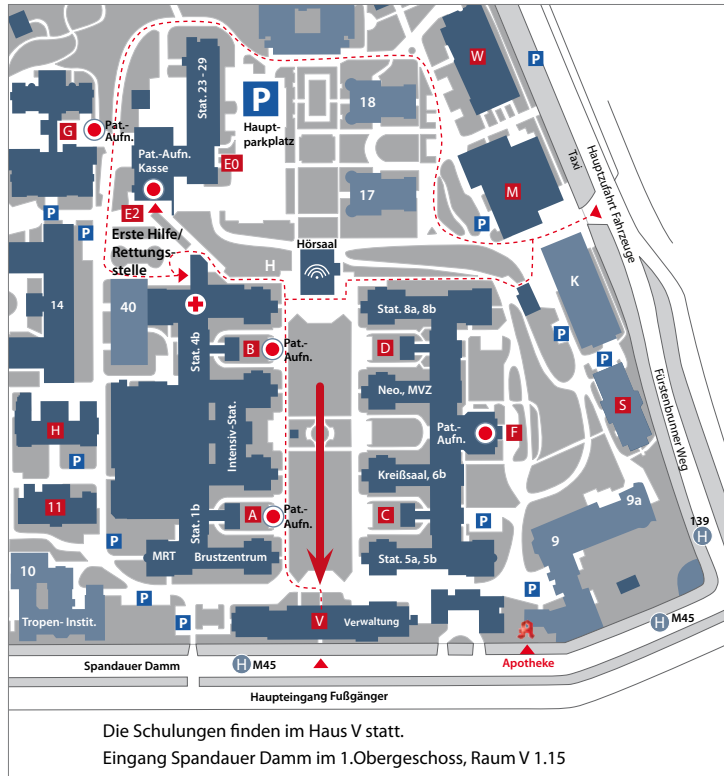 W
P
Stat. 23 - 29
18
P
G
Pat.-
Aufn.
Haupt-
parkplatz
Taxi
Hauptzufahrt Fahrzeuge
Pat.-Aufn.
Kasse
E0
M
17
E2
P
P
P
Erste Hilfe/
Rettungs
stelle
Hörsaal
H
K
14
40
Stat. 8a, 8b
P
Stat. 4b
B
Pat.-
Aufn.
D
P
Neo., MVZ
S
Fürstenbrunner Weg
H
Intensiv-Stat.
Pat.-
Aufn.
F
P
Kreißsaal, 6b
11
Stat. 1b
A
Pat.-
Aufn.
C
P
9a
139
H
P
9
MRT
Brustzentrum
Stat. 5a, 5b
10
P
P
Tropen- Instit.
P
V
Verwaltung
A
H
M45
Spandauer Damm
H
M45
Apotheke
Haupteingang Fußgänger
Die Schulungen finden im Haus V statt.
Eingang Spandauer Damm im 1.Obergeschoss, Raum V 1.15